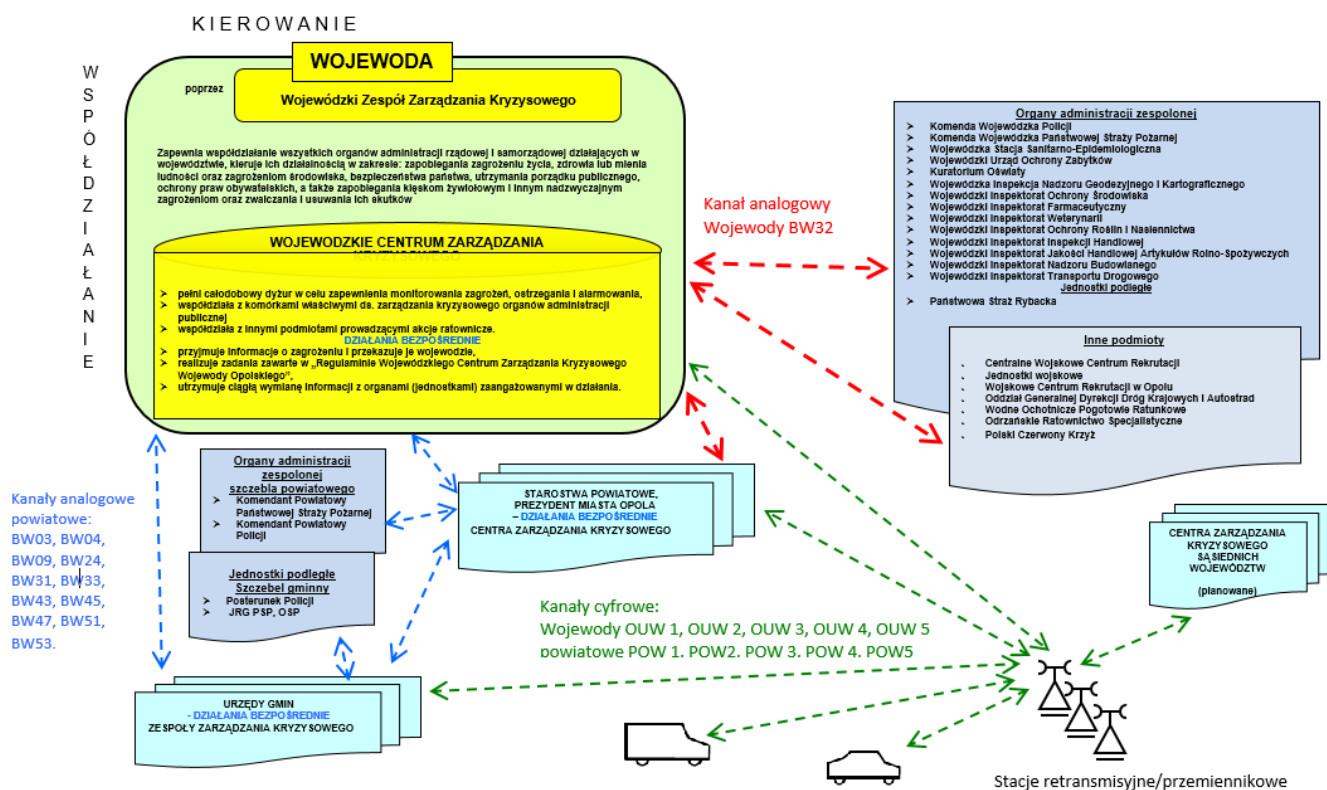 KIEROWANIE
WSPÓŁDZIAŁANIE
WOJEWODA
poprzez
Wojewódzki Zespół Zarządzania Kryzysowego
Zapewnia współdziałanie wszystkich organów administracji rządowej i samorządowej działających w
województwie, kieruje ich działalnością w zakresie: zapobiegania zagrożeniu życia, zdrowia lub mienia
ludności oraz zagrożeniom środowiska, bezpieczeństwa państwa, utrzymania porządku publicznego,
ochrony praw obywatelskich, a także zapobiegania klęskom żywiołowym i innym nadzwyczajnym
zagrożeniom oraz zwalczania i usuwania ich skutków
WOJEWODZKIE CENTRUM ZARZĄDZANIA
KRYZYSOWEGO
➢ pełni całodobowy dyżur w celu zapewnienia monitorowania zagrożeń, ostrzegania i alarmowania,
➢ współdziała z komórkami właściwymi ds. zarządzania kryzysowego organów administracji
publicznej
➢ współdziała z innymi podmiotami prowadzącymi akcje ratownicze.
DZIAŁANIA BEZPOŚREDNIE
➢ przyjmuje informacje o zagrożeniu i przekazuje je wojewodzie,
➢ realizuje zadania zawarte w „Regulaminie Wojewódzkiego Centrum Zarządzania Kryzysowego
Wojewody Opolskiego",
➢ utrzymuje ciągłą wymianę informacji z organami (jednostkami) zaangażowanymi w działania.
Kanał analogowy
Wojewody BW32
Organy administracji zespolonej
➢ Komenda Wojewódzka Policji
➢ Komenda Wojewódzka Państwowej Straży Pożarnej
➢ Wojewódzka Stacja Sanitarno-Epidemiologiczna
➢ Wojewódzki Urząd Ochrony Zabytków
➢ Kuratorium Oświaty
➢ Wojewódzka Inspekcja Nadzoru Geodezyjnego i Kartograficznego
➢ Wojewódzki Inspektorat Ochrony Środowiska
➢ Wojewódzki Inspektorat Farmaceutyczny
➢ Wojewódzki Inspektorat Weterynarii
➢ Wojewódzki Inspektorat Ochrony Roślin i Nasiennictwa
➢ Wojewódzki Inspektorat Inspekcji Handlowej
➢ Wojewódzki Inspektorat Jakości Handlowej Artykułów Rolno-Spożywczych
➢ Wojewódzki Inspektorat Nadzoru Budowlanego
➢ Wojewódzki Inspektorat Transportu Drogowego
Jednostki podległe
➢ Państwowa Straż Rybacka
Inne podmioty
Centralne Wojskowe Centrum Rekrutacji
Jednostki wojskowe
Wojskowe Centrum Rekrutacji w Opolu
Oddział Generalnej Dyrekcji Dróg Krajowych i Autostrad
Wodne Ochotnicze Pogotowie Ratunkowe
Odrzańskie Ratownictwo Specjalistyczne
Polski Czerwony Krzyż
Kanały analogowe
powiatowe:
BW03, BW04,
BW09, BW24,
BW31, BW33,
BW43, BW45,
BW47, BW51,
BW53.
Organy administracji
zespolonej
szczebla powiatowego
➢ Komendant Powiatowy
Państwowej Straży Pożarnej
➢ Komendant Powiatowy
Policji
Jednostki podległe
Szczebel gminny
➢ Posterunek Policji
➢ JRG PSP, OSP
STAROSTWA POWIATOWE,
PREZYDENT MIASTA OPOLA
– DZIAŁANIA BEZPOŚREDNIE
CENTRA ZARZĄDZANIA KRYZYSOWEGO
CENTRA ZARZĄDZANIA
KRYZYSOWEGO
SĄSIEDNICH
WOJEWÓDZTW
(planowane)
Kanały cyfrowe:
Wojewody OUW 1, OUW 2, OUW 3, OUW 4, OUW 5
powiatowe POW 1, POW2, POW 3, POW 4, POW5
URZĘDY GMIN
- DZIAŁANIA BEZPOŚREDNIE
ZESPOŁY ZARZĄDZANIA KRYZYSOWEGO
Stacje retransmisyjne/przemiennikowe